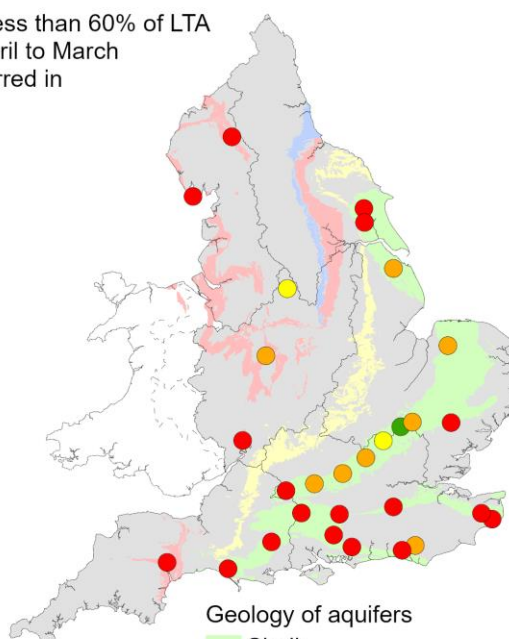 ess than 60% of LTA
ril to March
rred in
Geology of aquifers